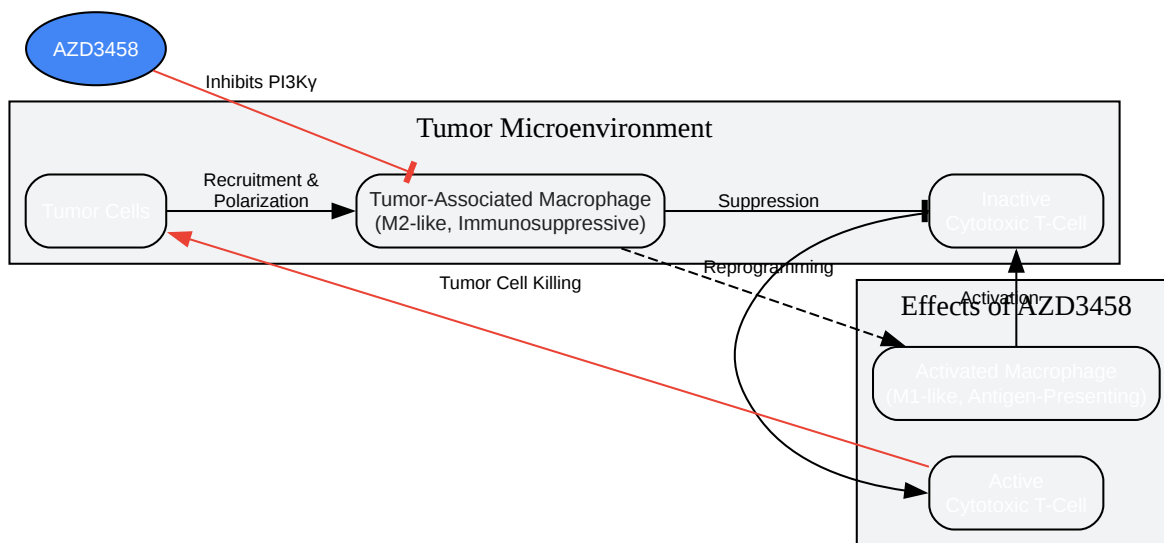 AZD3458
Inhibits PI3Kγ
Tumor Microenvironment
Tumor Cells
Recruitment &
Polarization
Tumor-Associated Macrophage
(M2-like, Immunosuppressive)
Suppression
Inactive
Cytotoxic T-Cell
Reprogramming
Tumor Cell Killing
Activation
Effects of AZD3458
Activated Macrophage
(M1-like, Antigen-Presenting)
Active
Cytotoxic T-Cell